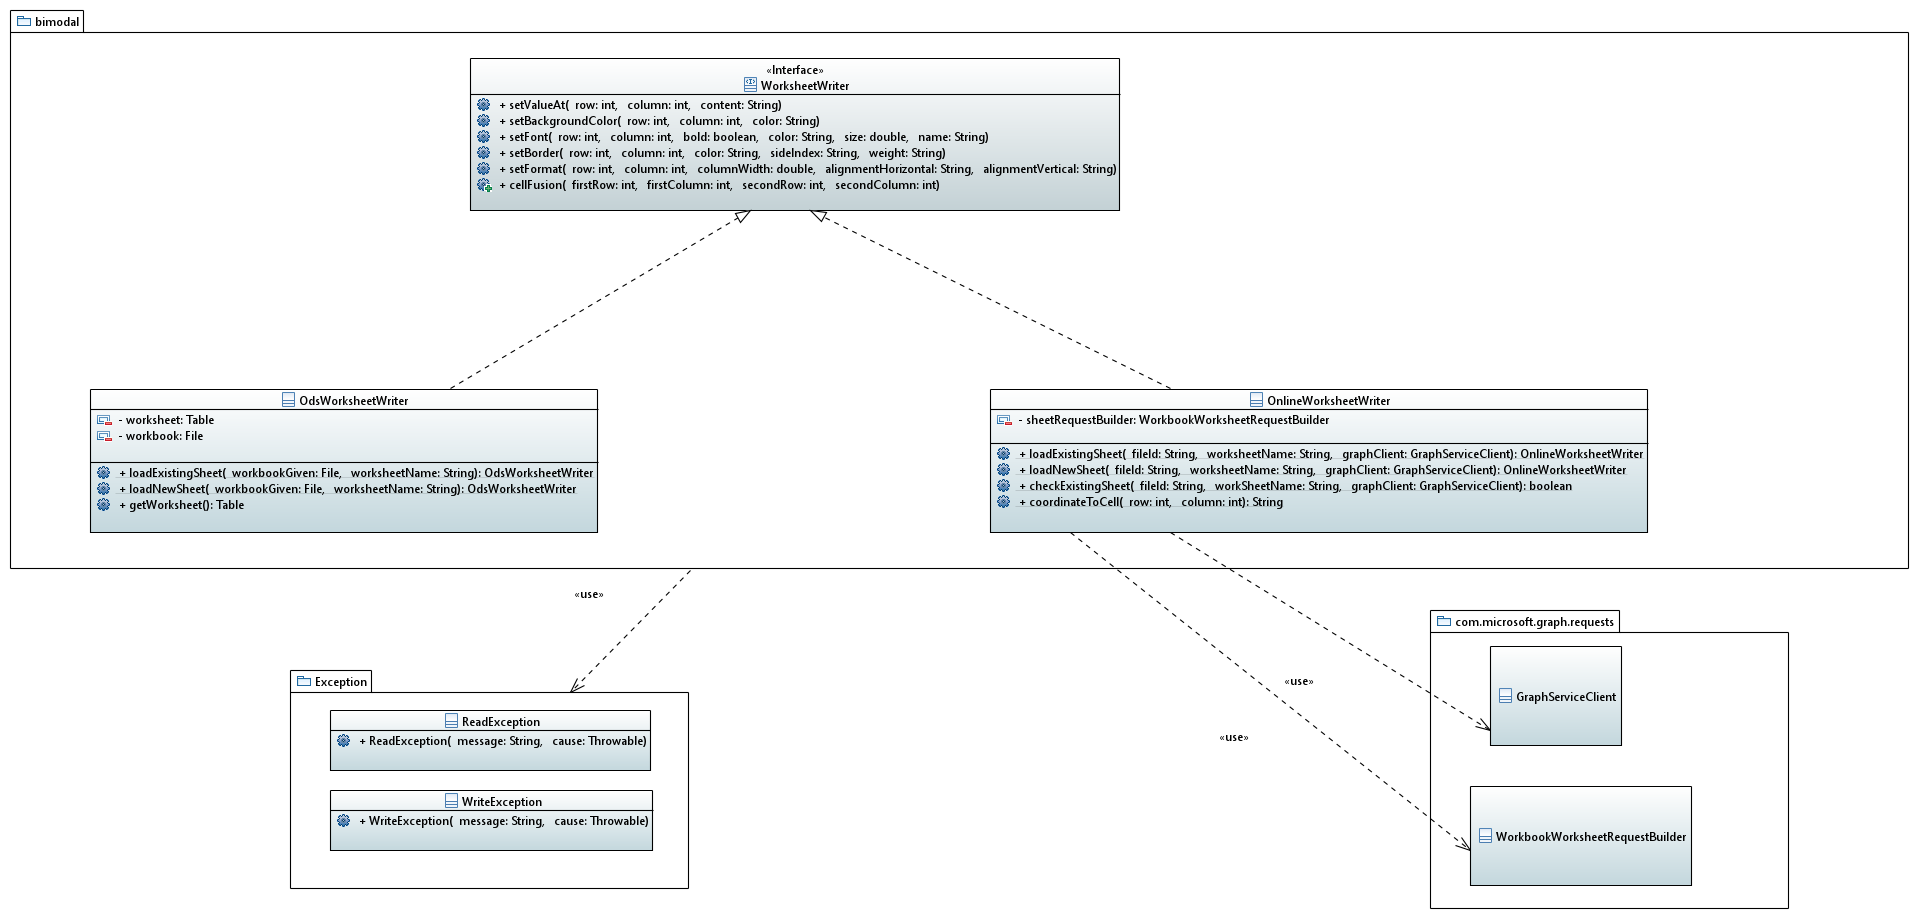 bimodal
«Interface»
WorksheetWriter
+ setValueAt( row: int, column: int, content: String)
+ setBackgroundColor( row: int, column: int, color: String)
+ setFont( row: int, column: int, bold: boolean, color: String, size: double, name: String)
+ setBorder( row: int, column: int, color: String, sideIndex: String, weight: String)
+ setFormat( row: int, column: int, columnWidth: double, alignmentHorizontal: String, alignmentVertical: String)
+ cellFusion( firstRow: int, firstColumn: int, secondRow: int, secondColumn: int)
OdsWorksheetWriter
- worksheet: Table
- workbook: File
+ loadExistingSheet( workbookGiven: File, worksheetName: String): OdsWorksheetWriter
+ loadNewSheet( workbookGiven: File, worksheetName: String): OdsWorksheetWriter
+ getWorksheet(): Table
OnlineWorksheetWriter
- sheetRequestBuilder: WorkbookWorksheetRequestBuilder
+ loadExistingSheet( fileId: String, worksheetName: String, graphClient: GraphServiceClient): OnlineWorksheetWriter
+ loadNewSheet( fileId: String, worksheetName: String, graphClient: GraphServiceClient): OnlineWorksheetWriter
+ checkExistingSheet( fileId: String, workSheetName: String, graphClient: GraphServiceClient): boolean
+ coordinateToCell( row: int, column: int): String
«use»
Exception
ReadException
+ ReadException( message: String, cause: Throwable)
WriteException
+ WriteException( message: String, cause: Throwable)
«use»
«use»
com.microsoft.graph.requests
GraphServiceClient
WorkbookWorksheetRequestBuilder